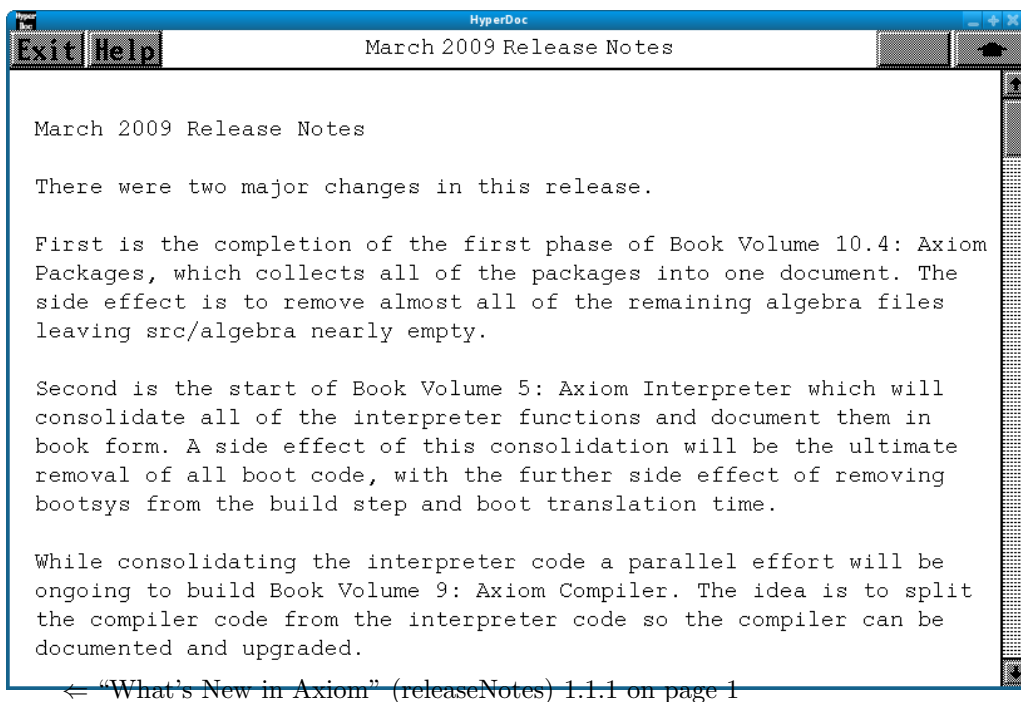 HyperDoc
Hyper
Doc
Exit Help
March 2009 Release Notes
March 2009 Release Notes
There were two major changes in this release.
First is the completion of the first phase of Book Volume 10.4: Axiom
Packages, which collects all of the packages into one document. The
side effect is to remove almost all of the remaining algebra files
leaving src/algebra nearly empty.
Second is the start of Book Volume 5: Axiom Interpreter which will
consolidate all of the interpreter functions and document them in
book form. A side effect of this consolidation will be the ultimate
removal of all boot code, with the further side effect of removing
bootsys from the build step and boot translation time.
While consolidating the interpreter code a parallel effort will be
ongoing to build Book Volume 9: Axiom Compiler. The idea is to split
the compiler code from the interpreter code so the compiler can be
documented and upgraded.
⇐ “What’s New in Axiom” (releaseNotes) 1.1.1 on page 1